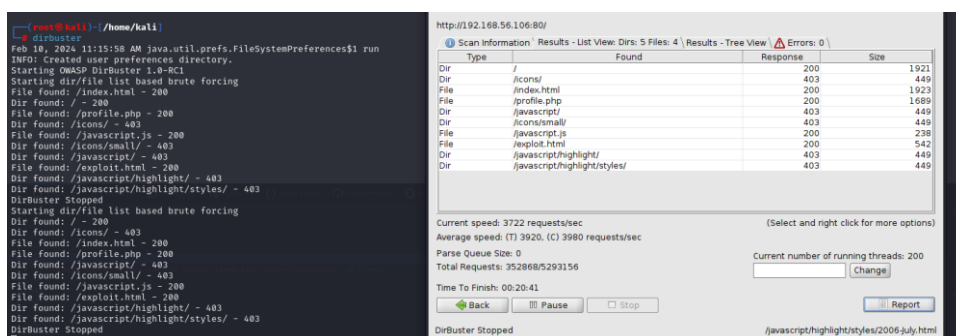 (root㉿kali)-[/home/kali]
# dirbuster
Feb 10, 2024 11:15:58 AM java.util.prefs.FileSystemPreferences$1 run
INFO: Created user preferences directory.
Starting OWASP DirBuster 1.0-RC1
Starting dir/file list based brute forcing
File found: /index.html - 200
Dir found: / - 200
File found: /profile.php - 200
Dir found: /icons/ - 403
File found: /javascript.js - 200
Dir found: /icons/small/ - 403
Dir found: /javascript/ - 403
File found: /exploit.html - 200
Dir found: /javascript/highlight/ - 403
Dir found: /javascript/highlight/styles/ - 403
DirBuster Stopped
Starting dir/file list based brute forcing
Dir found: / - 200
Dir found: /icons/ - 403
File found: /index.html - 200
File found: /profile.php - 200
Dir found: /javascript/ - 403
Dir found: /icons/small/ - 403
File found: /javascript.js - 200
File found: /exploit.html - 200
Dir found: /javascript/highlight/ - 403
Dir found: /javascript/highlight/styles/ - 403
DirBuster Stopped
http://192.168.56.106:80/
Scan Information Results - List View: Dirs: 5 Files: 4 Results - Tree View Errors: 0
Type Found Response Size
Dir / 200 1921
Dir /icons/ 403 449
File /index.html 200 1923
File /profile.php 200 1689
Dir /javascript/ 403 449
Dir /icons/small/ 403 449
File /javascript.js 200 238
File /exploit.html 200 542
Dir /javascript/highlight/ 403 449
Dir /javascript/highlight/styles/ 403 449
Current speed: 3722 requests/sec (Select and right click for more options)
Average speed: (T) 3920, (C) 3980 requests/sec
Parse Queue Size: 0 Current number of running threads: 200
Total Requests: 352868/5293156 Change
Time To Finish: 00:20:41
Back Pause Stop Report
DirBuster Stopped /javascript/highlight/styles/2006-july.html